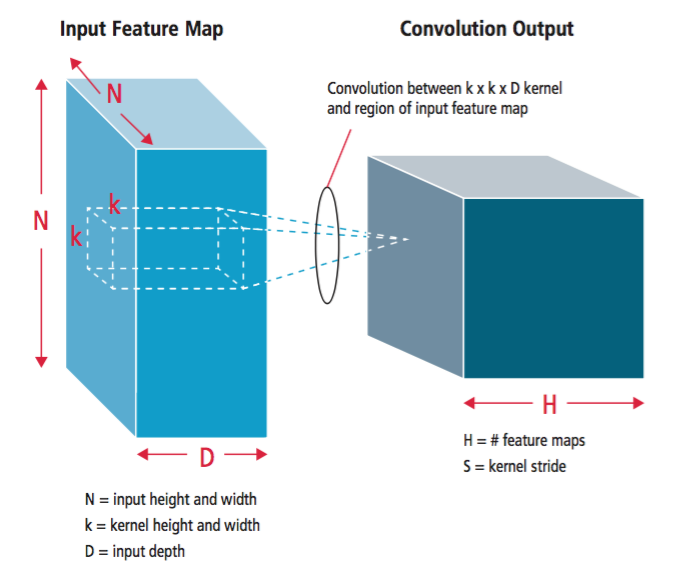 Input Feature Map
Convolution Output
Convolution between k x k x D kernel
and region of input feature map
N
N
k
k
D
H
H = # feature maps
S = kernel stride
N = input height and width
k = kernel height and width
D = input depth